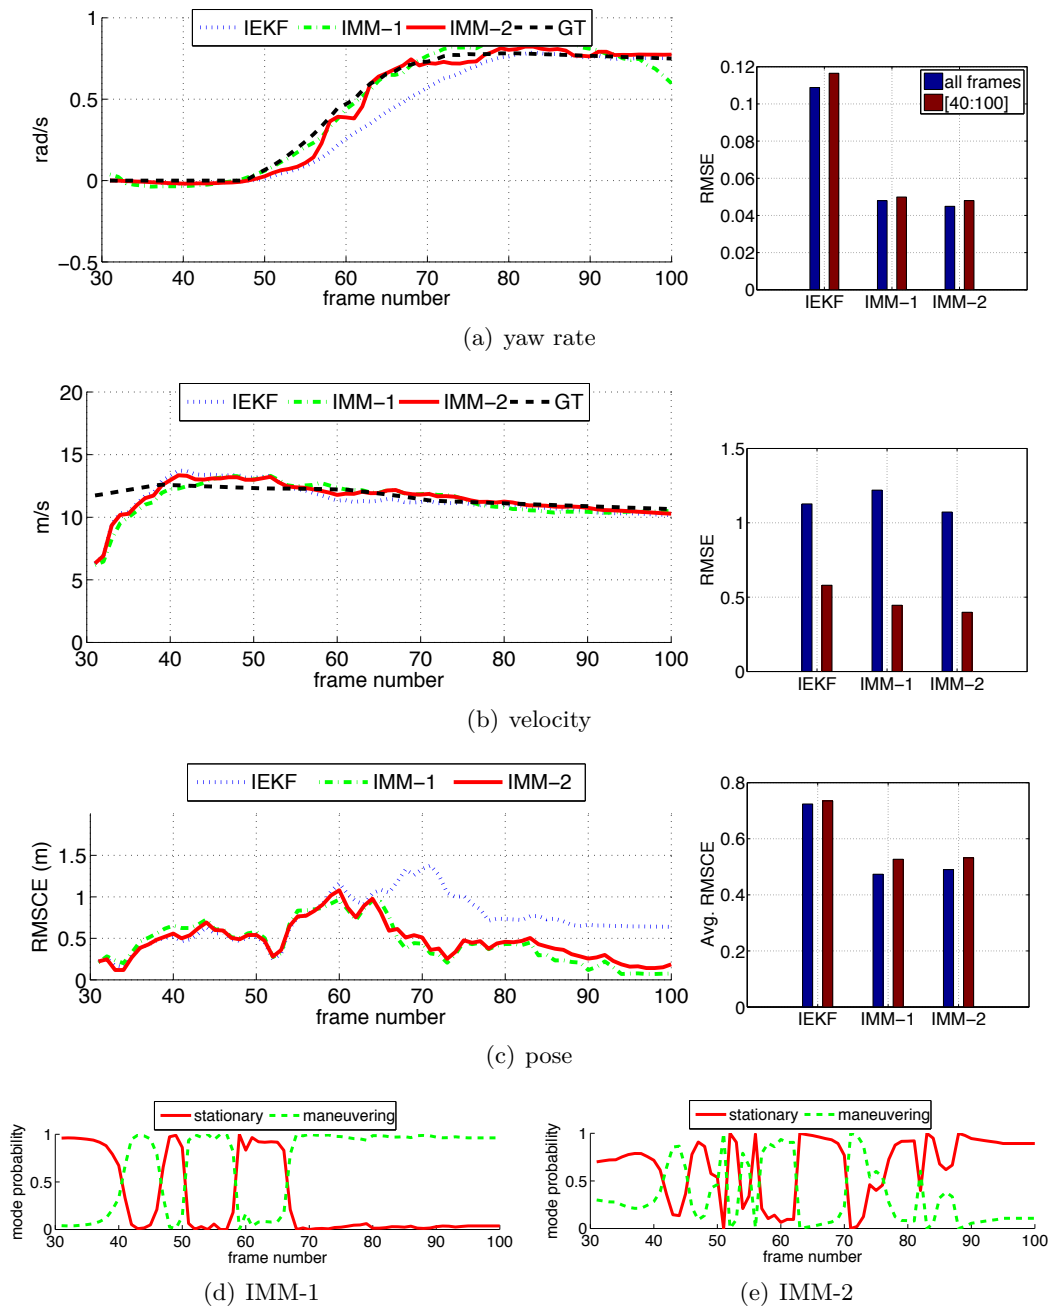 IEKF IMM-1 IMM-2 GT
1
0.5
0
-0.5
rad/s
30 40 50 60 70 80 90 100
frame number
all frames
[40:100]
0.12
0.1
0.08
0.06
0.04
0.02
0
RMSE
IEKF IMM-1 IMM-2
(a) yaw rate
IEKF IMM-1 IMM-2 GT
20
15
10
5
0
m/s
30 40 50 60 70 80 90 100
frame number
1.5
1
0.5
0
RMSE
IEKF IMM-1 IMM-2
(b) velocity
IEKF IMM-1 IMM-2
1.5
1
0.5
0
RMSCE (m)
30 40 50 60 70 80 90 100
frame number
0.8
0.6
0.4
0.2
0
Avg. RMSCE
IEKF IMM-1 IMM-2
(c) pose
stationary maneuvering
1
0.5
0
mode probability
31 40 50 60 70 80 90 100
frame number
(d) IMM-1
stationary maneuvering
1
0.5
0
mode probability
31 40 50 60 70 80 90 100
frame number
(e) IMM-2